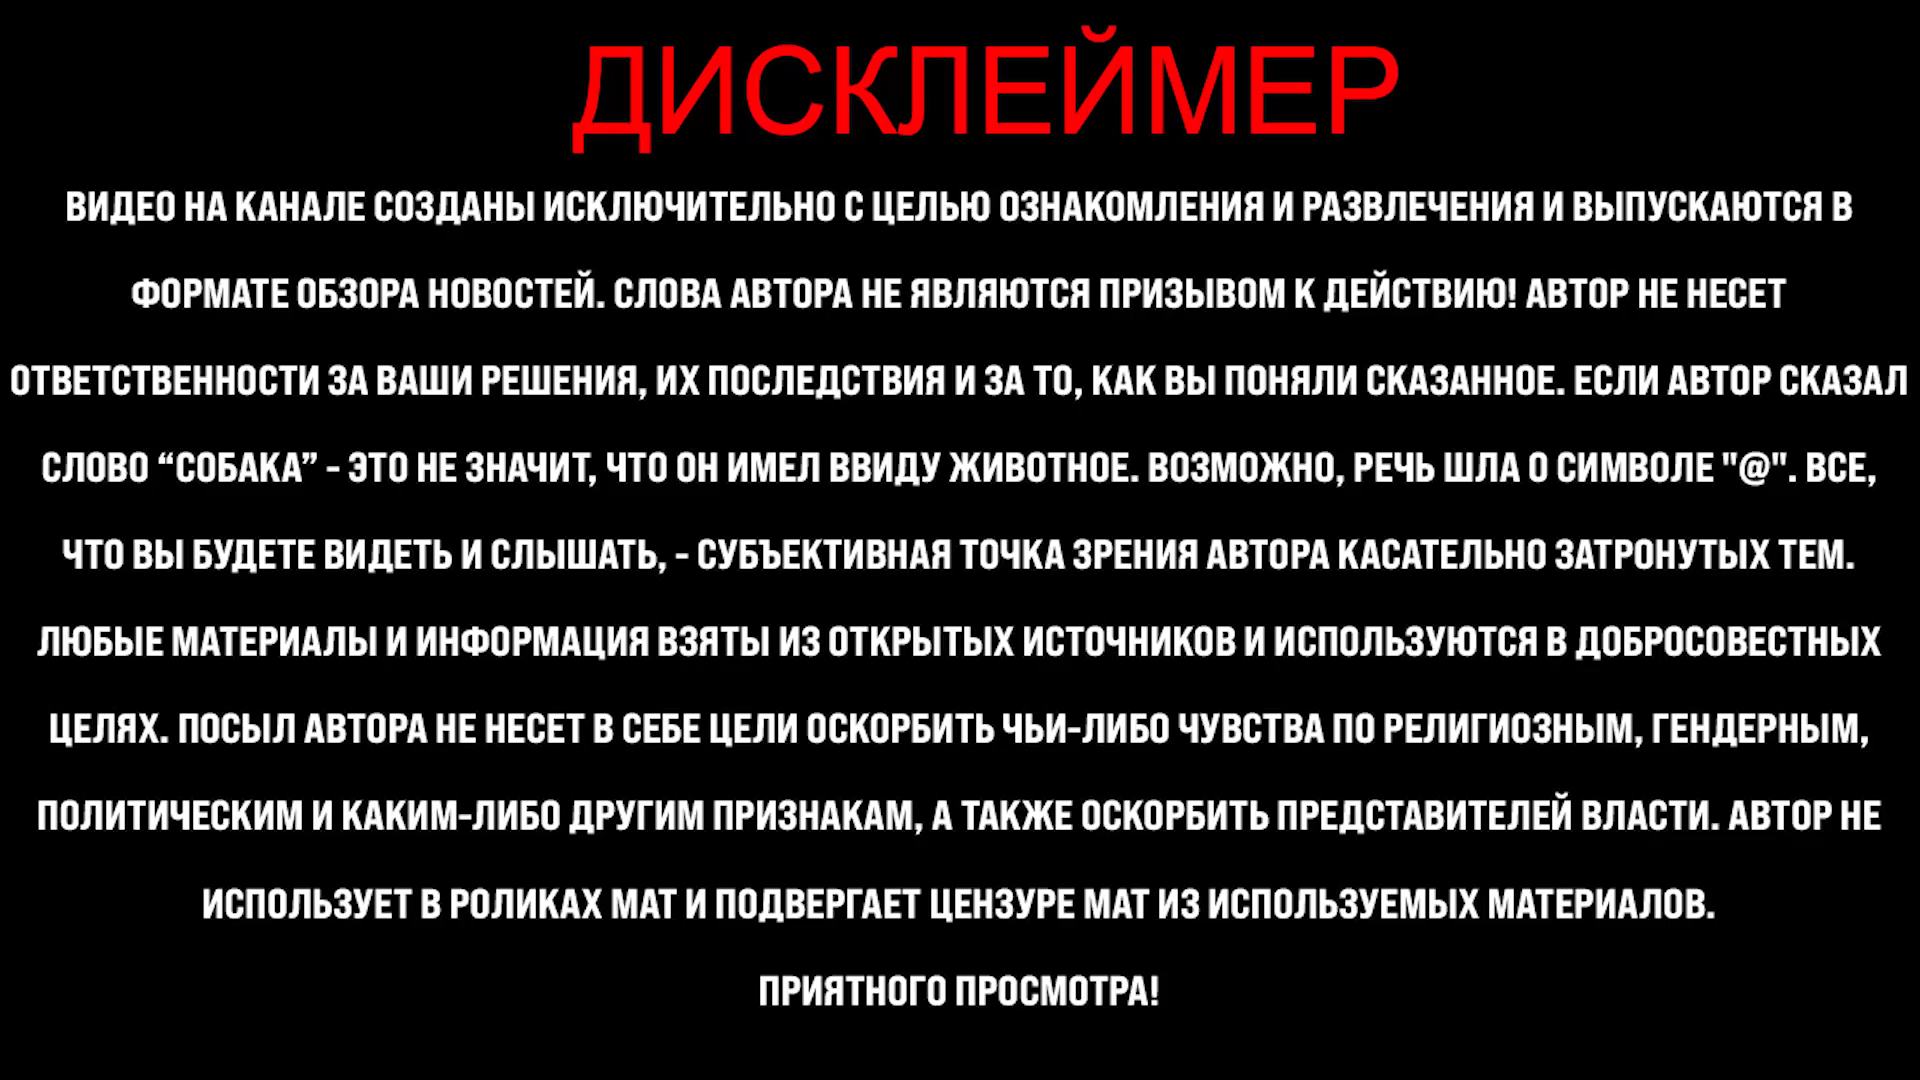 ДИСКЛЕЙМЕР
ВИДЕО НА КАНАЛЕ СОЗДАНЫ ИСКЛЮЧИТЕЛЬНО С ЦЕЛЬЮ ОЗНАКОМЛЕНИЯ И РАЗВЛЕЧЕНИЯ И ВЫПУСКАЮТСЯ В
ФОРМАТЕ ОБЗОРА НОВОСТЕЙ. СЛОВА АВТОРА НЕ ЯВЛЯЮТСЯ ПРИЗЫВОМ К ДЕЙСТВИЮ! АВТОР НЕ НЕСЕТ
ОТВЕТСТВЕННОСТИ ЗА ВАШИ РЕШЕНИЯ, ИХ ПОСЛЕДСТВИЯ И ЗА ТО, КАК ВЫ ПОНЯЛИ СКАЗАННОЕ. ЕСЛИ АВТОР СКАЗАЛ
СЛОВО “СОБАКА” - ЭТО НЕ ЗНАЧИТ, ЧТО ОН ИМЕЛ ВВИДУ ЖИВОТНОЕ. ВОЗМОЖНО, РЕЧЬ ШЛА О СИМВОЛЕ "@". ВСЕ,
ЧТО ВЫ БУДЕТЕ ВИДЕТЬ И СЛЫШАТЬ, - СУБЪЕКТИВНАЯ ТОЧКА ЗРЕНИЯ АВТОРА КАСАТЕЛЬНО ЗАТРОНУТЫХ ТЕМ.
ЛЮБЫЕ МАТЕРИАЛЫ И ИНФОРМАЦИЯ ВЗЯТЫ ИЗ ОТКРЫТЫХ ИСТОЧНИКОВ И ИСПОЛЬЗУЮТСЯ В ДОБРОСОВЕСТНЫХ
ЦЕЛЯХ. ПОСЫЛ АВТОРА НЕ НЕСЕТ В СЕБЕ ЦЕЛИ ОСКОРБИТЬ ЧЬИ-ЛИБО ЧУВСТВА ПО РЕЛИГИОЗНЫМ, ГЕНДЕРНЫМ,
ПОЛИТИЧЕСКИМ И КАКИМ-ЛИБО ДРУГИМ ПРИЗНАКАМ, А ТАКЖЕ ОСКОРБИТЬ ПРЕДСТАВИТЕЛЕЙ ВЛАСТИ. АВТОР НЕ
ИСПОЛЬЗУЕТ В РОЛИКАХ МАТ И ПОДВЕРГАЕТ ЦЕНЗУРЕ МАТ ИЗ ИСПОЛЬЗУЕМЫХ МАТЕРИАЛОВ.
ПРИЯТНОГО ПРОСМОТРА!